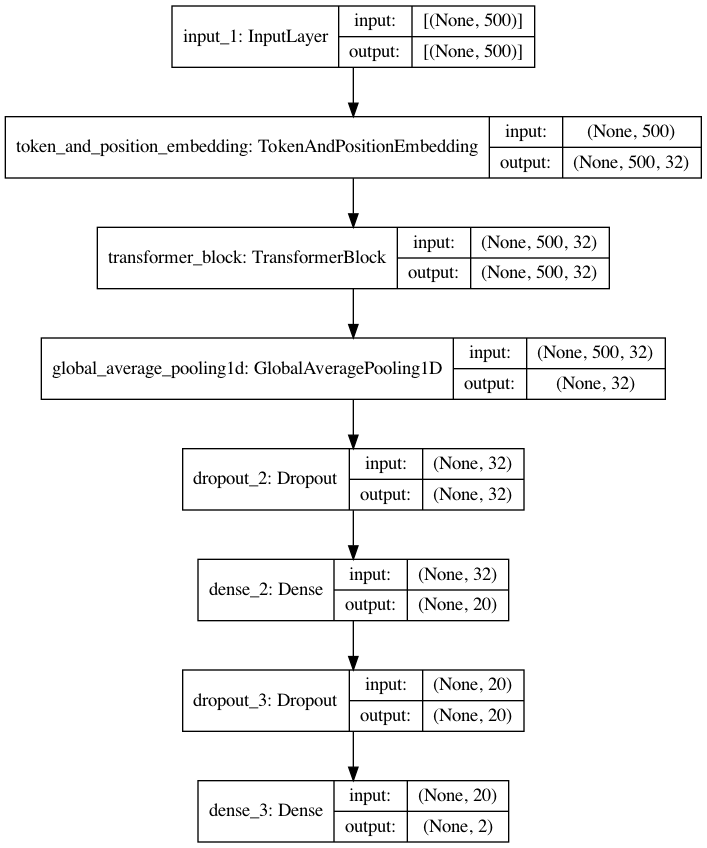 input_1: InputLayer
input:
[(None, 500)]
output:
[(None, 500)]
token_and_position_embedding: TokenAndPositionEmbedding
input:
(None, 500)
output:
(None, 500, 32)
transformer_block: TransformerBlock
input:
(None, 500, 32)
output:
(None, 500, 32)
global_average_pooling1d: GlobalAveragePooling1D
input:
(None, 500, 32)
output:
(None, 32)
dropout_2: Dropout
input:
(None, 32)
output:
(None, 32)
dense_2: Dense
input:
(None, 32)
output:
(None, 20)
dropout_3: Dropout
input:
(None, 20)
output:
(None, 20)
dense_3: Dense
input:
(None, 20)
output:
(None, 2)